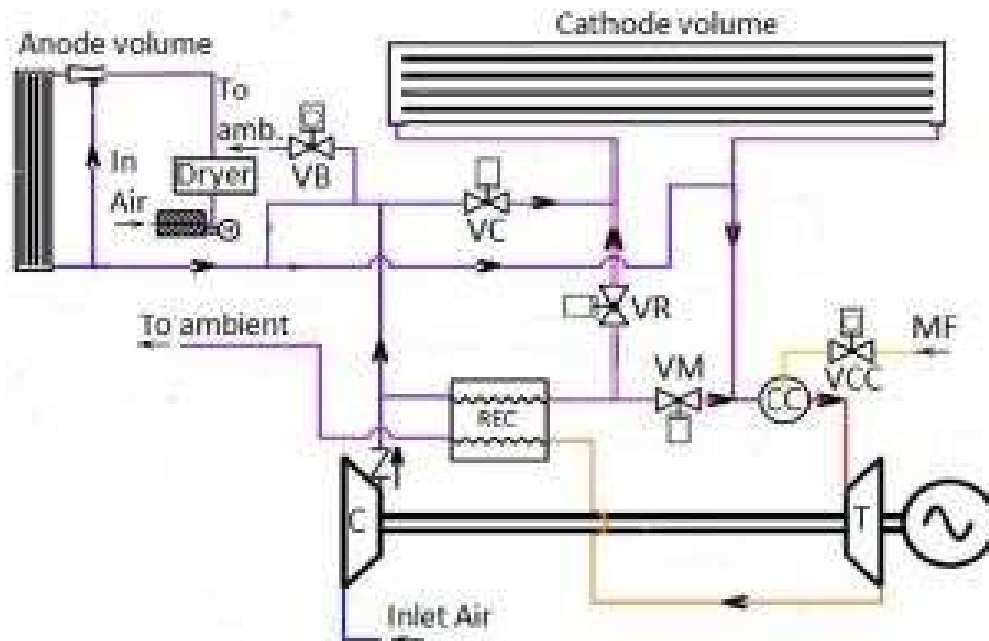 Cathode volume
Anode volume
To
amb.
VB
In
Dryer
Air
VC
To ambient
VR
MF
VM
VCC
CC
REC
C
T
Inlet Air